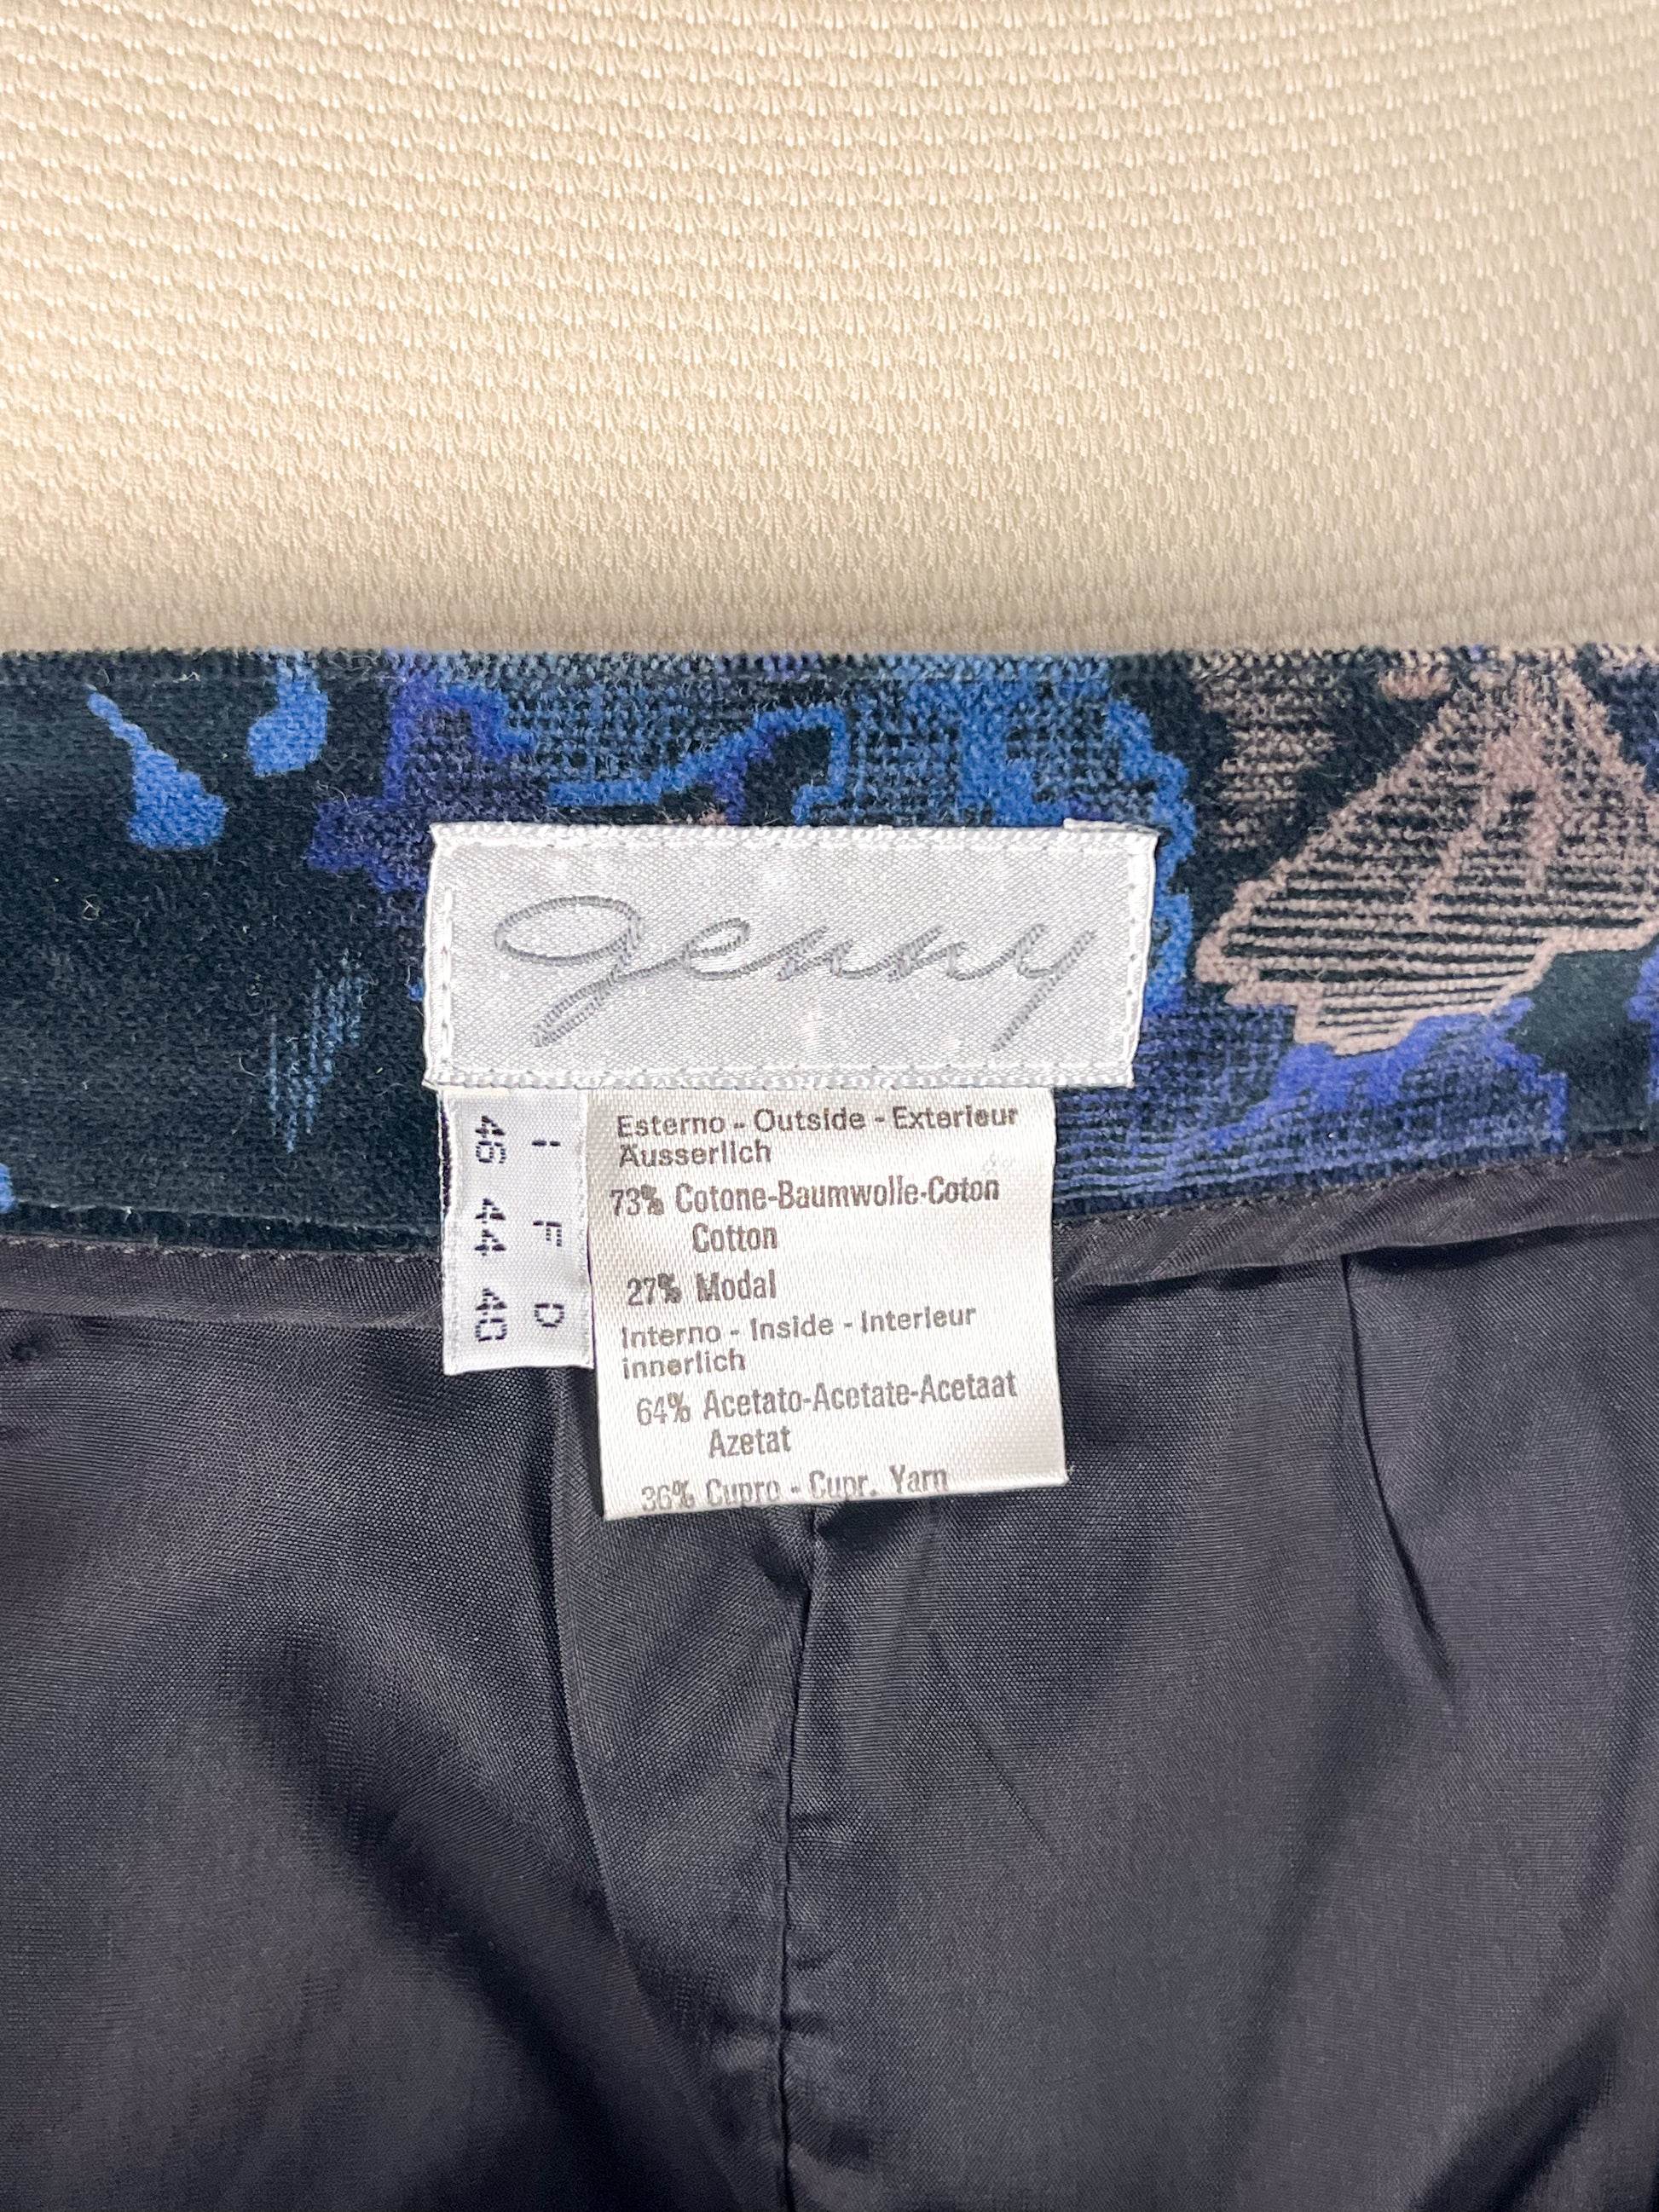 genny
I F D
46 44 40
Esterno - Outside - Exterieur
Äusserlich
73% Cotone-Baumwolle-Coton
Cotton
27% Modal
Interno - Inside - Interieur
innerlich
64% Acetato-Acetate-Acetaat
Azetat
36% Cupro - Cupr. Yarn